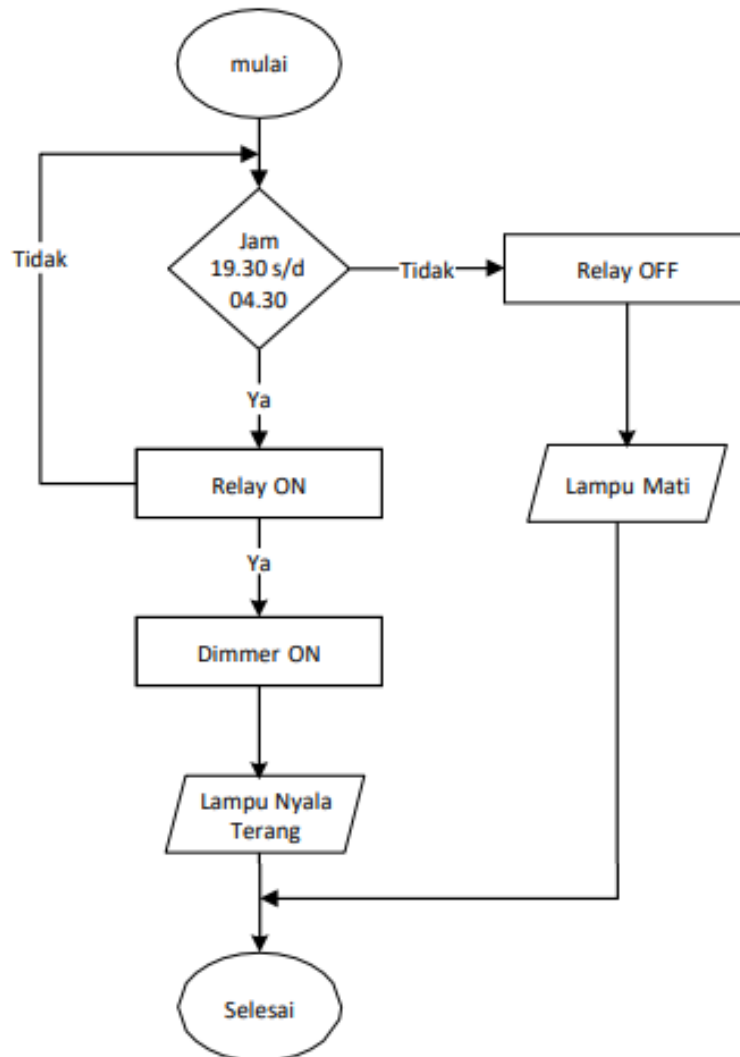 mulai
Jam
19.30 s/d
04.30
Tidak
Tidak
Relay OFF
Ya
Relay ON
Lampu Mati
Ya
Dimmer ON
Lampu Nyala
Terang
Selesai